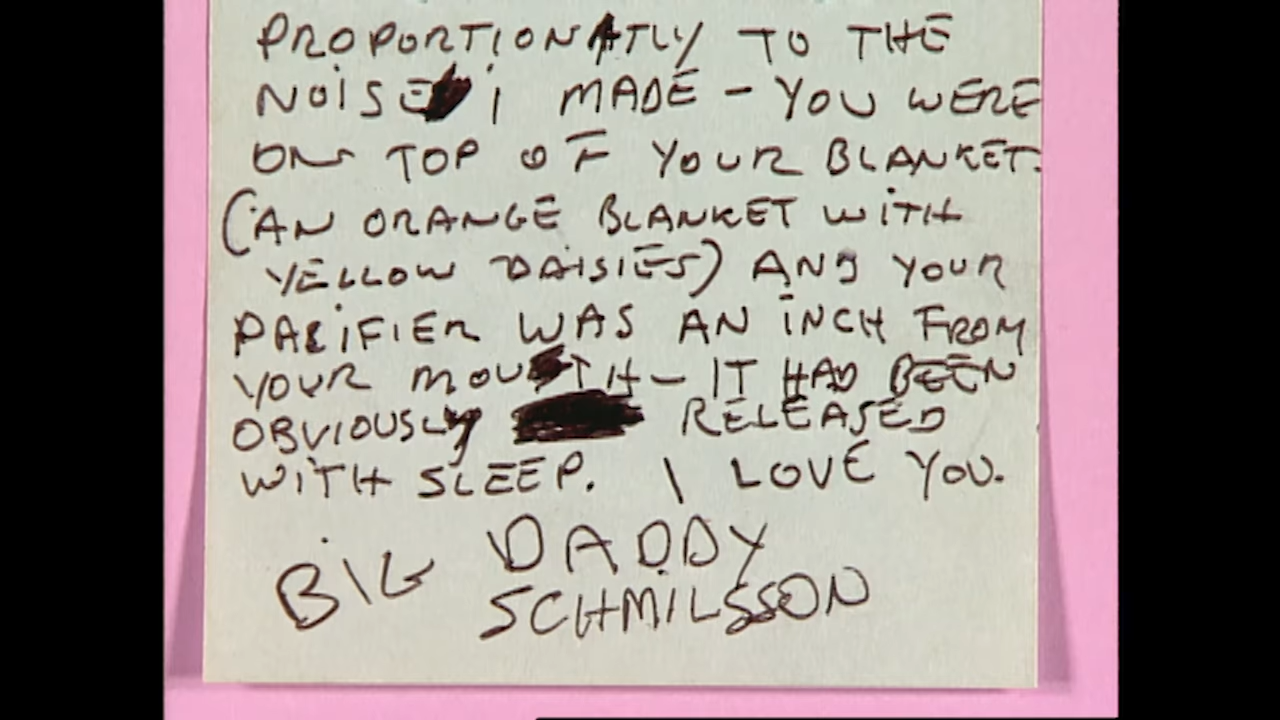 PROPORTIONATLY TO THE
NOISE i MADE - YOU WERE
ON TOP OF YOUR BLANKET.
(AN ORANGE BLANKET WITH
YELLOW DAISIES) AND YOUR
PACIFIER WAS AN INCH FROM
YOUR MOUTH - IT HAD BEEN
OBVIOUSLY RELEASED
WITH SLEEP. I LOVE YOU.
BIG DADDY
SCHMILSSON